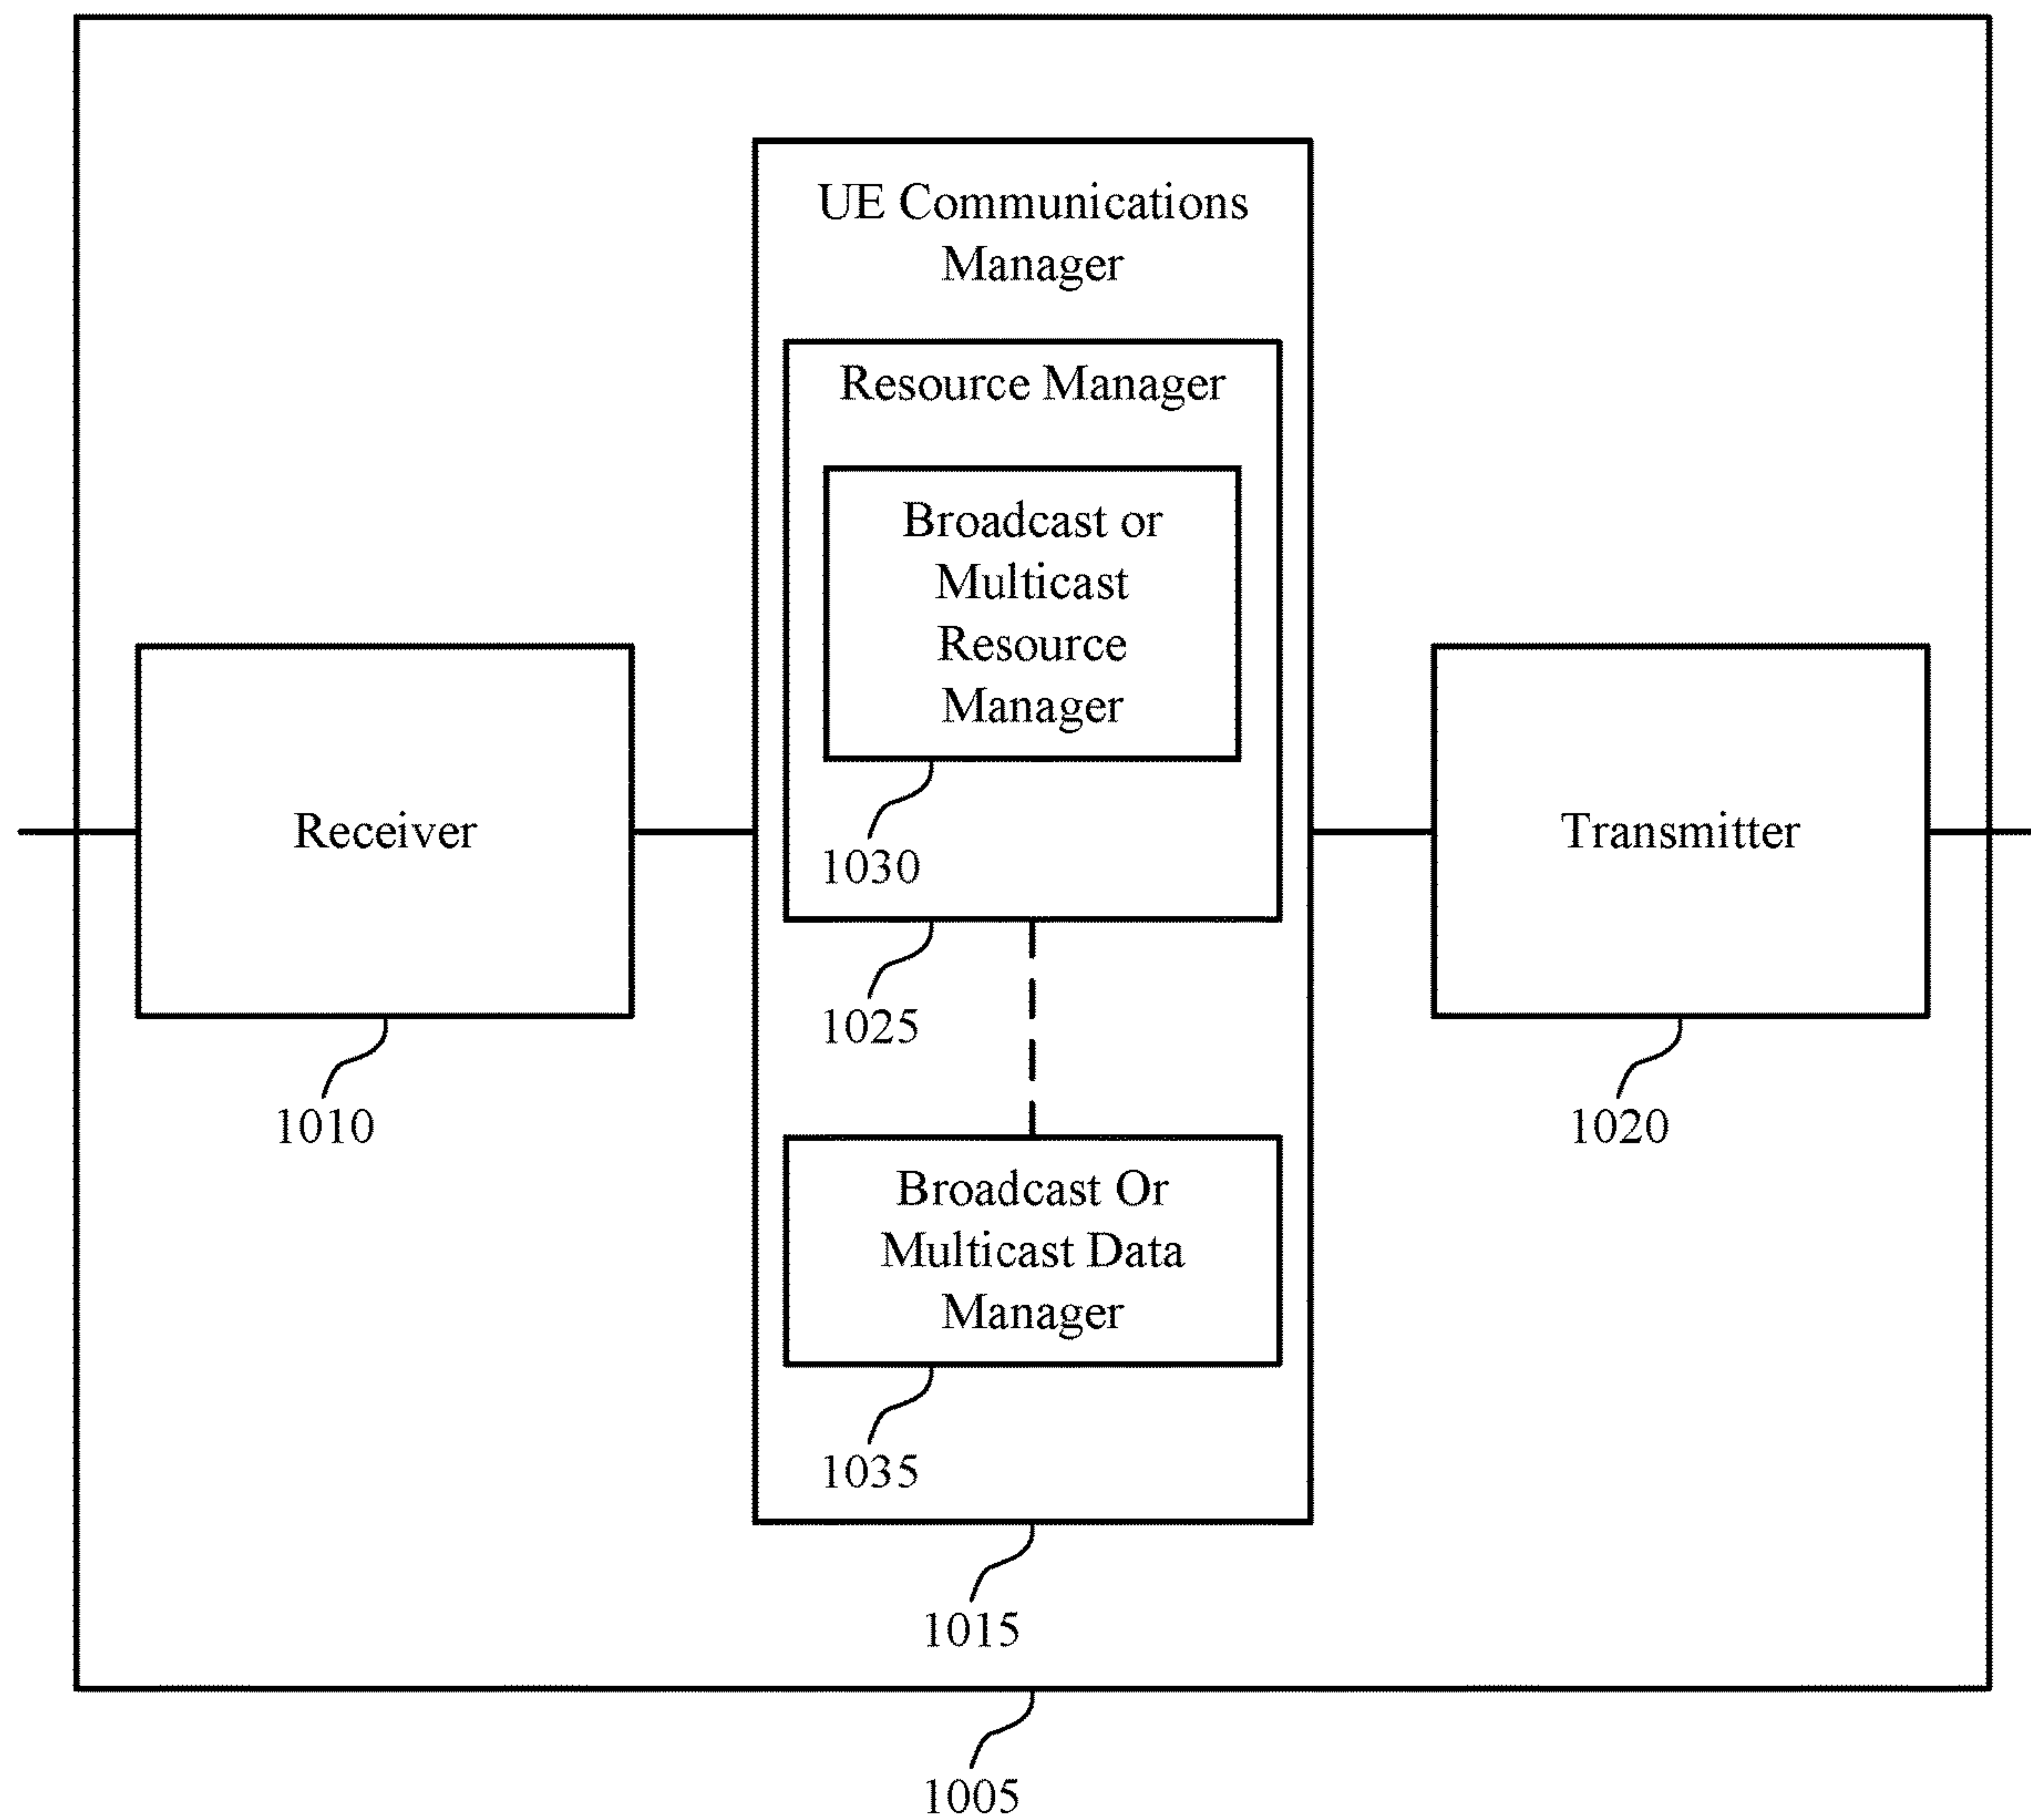 UE Communications
Manager
Resource Manager
Broadcast or
Multicast
Resource
Manager
1030
1025
Receiver
1010
Transmitter
1020
Broadcast Or
Multicast Data
Manager
1035
1015
1005